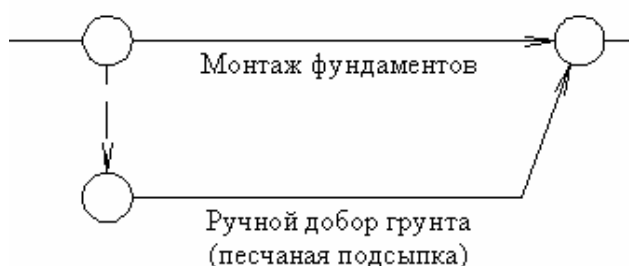 Монтаж фундаментов
Ручной добор грунта
(песчаная подсыпка)